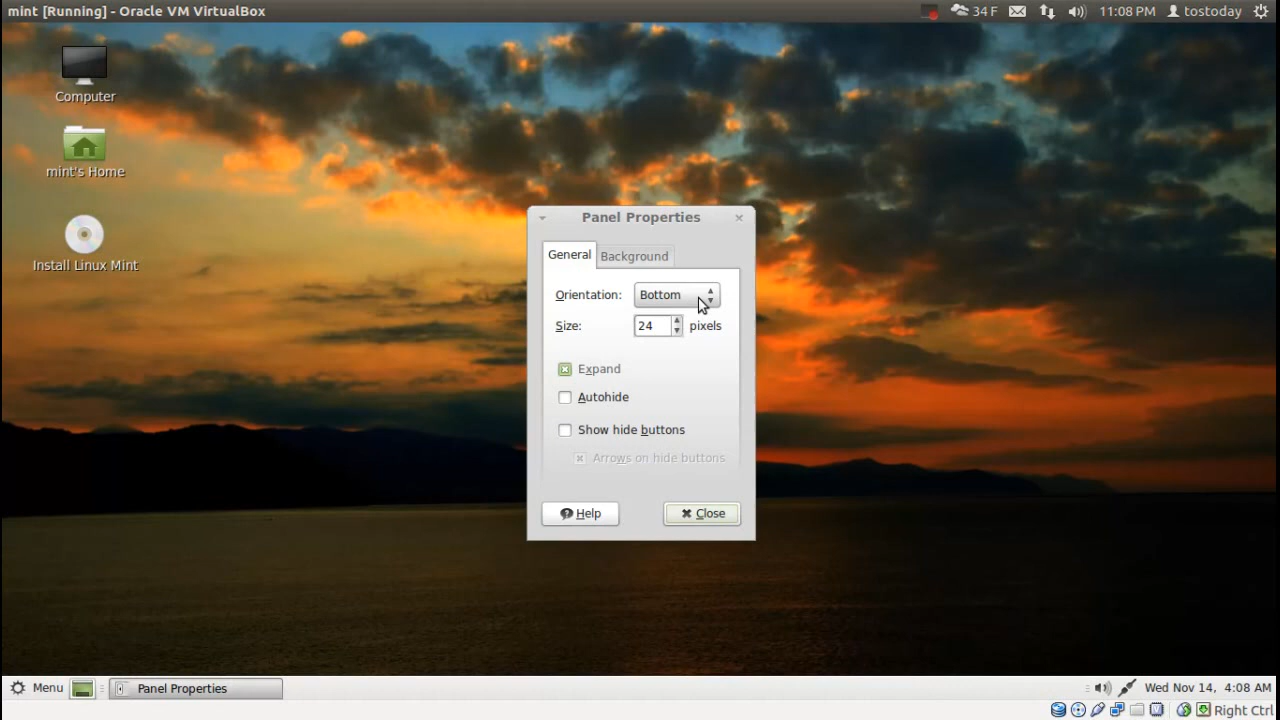 mint [Running] - Oracle VM VirtualBox
34 F
11:08 PM
tostoday
Computer
mint's Home
Install Linux Mint
Panel Properties
General
Background
Orientation:
Bottom
Size:
24
pixels
Expand
Autohide
Show hide buttons
Arrows on hide buttons
Help
Close
Menu
Panel Properties
Wed Nov 14, 4:08 AM
Right Ctrl